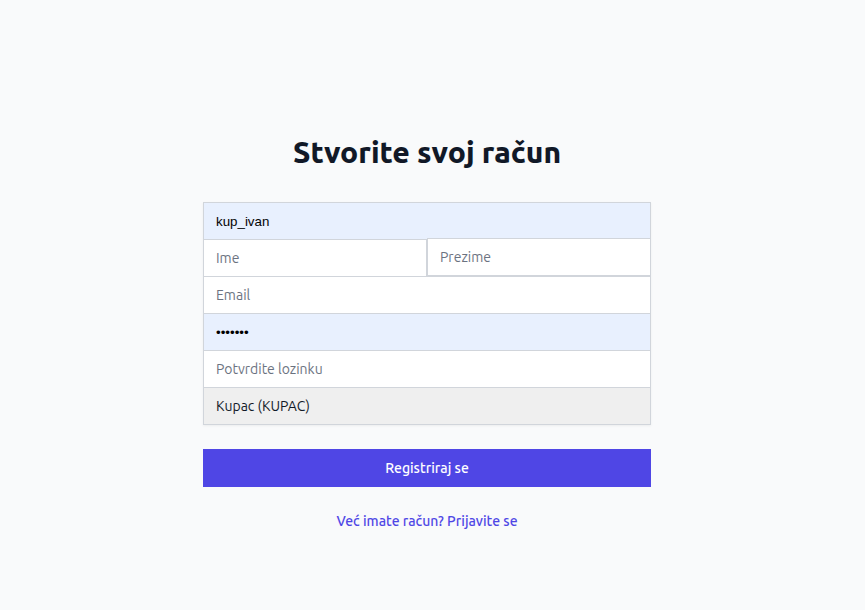 Stvorite svoj račun
kup_ivan
Ime Prezime
Email
•••••••
Potvrdite lozinku
Kupac (KUPAC)
Registriraj se
Već imate račun? Prijavite se